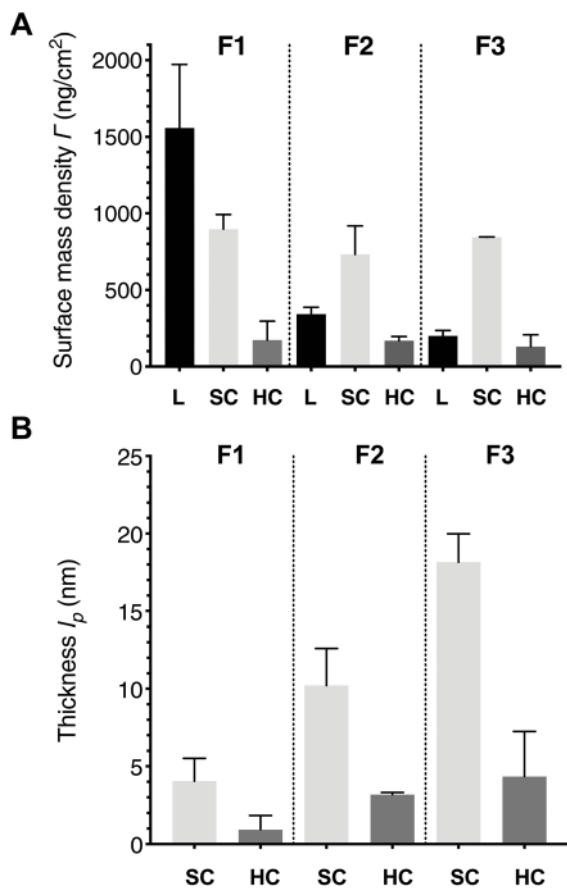 A
F1 F2 F3
Surface mass density Γ (ng/cm²)
2000
1500
1000
500
0
L SC HC L SC HC L SC HC
B
F1 F2 F3
Thickness l_p (nm)
25
20
15
10
5
0
SC HC SC HC SC HC